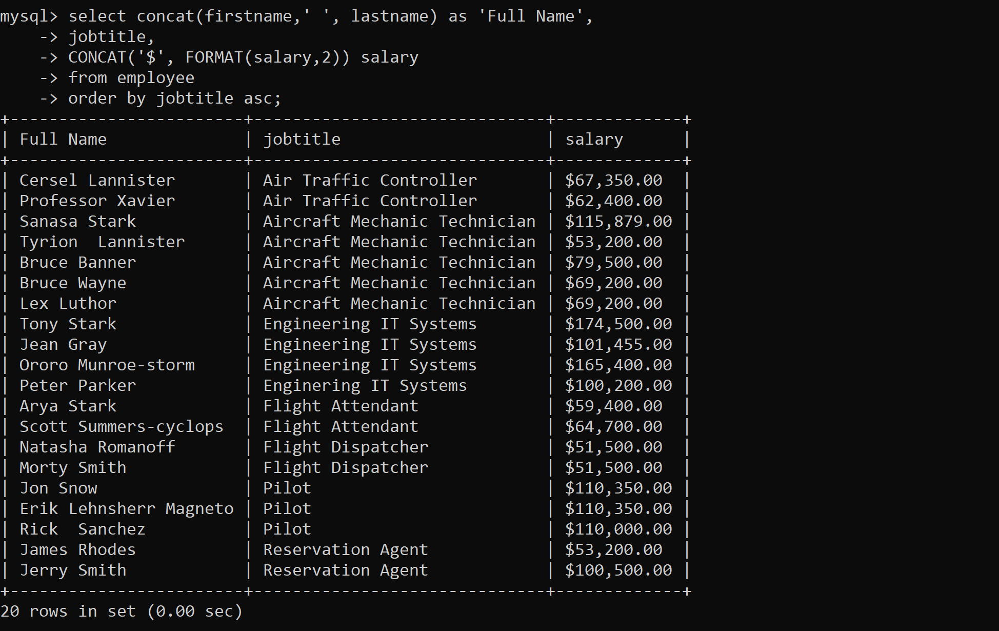 mysql> select concat(firstname,' ', lastname) as 'Full Name',
    -> jobtitle,
    -> CONCAT('$', FORMAT(salary,2)) salary
    -> from employee
    -> order by jobtitle asc;
+------------------------+------------------------------+-------------+
| Full Name              | jobtitle                     | salary      |
+------------------------+------------------------------+-------------+
| Cersel Lannister       | Air Traffic Controller       | $67,350.00  |
| Professor Xavier       | Air Traffic Controller       | $62,400.00  |
| Sanasa Stark           | Aircraft Mechanic Technician | $115,879.00 |
| Tyrion  Lannister      | Aircraft Mechanic Technician | $53,200.00  |
| Bruce Banner           | Aircraft Mechanic Technician | $79,500.00  |
| Bruce Wayne            | Aircraft Mechanic Technician | $69,200.00  |
| Lex Luthor             | Aircraft Mechanic Technician | $69,200.00  |
| Tony Stark             | Engineering IT Systems       | $174,500.00 |
| Jean Gray              | Engineering IT Systems       | $101,455.00 |
| Ororo Munroe-storm     | Engineering IT Systems       | $165,400.00 |
| Peter Parker           | Enginering IT Systems        | $100,200.00 |
| Arya Stark             | Flight Attendant             | $59,400.00  |
| Scott Summers-cyclops  | Flight Attendant             | $64,700.00  |
| Natasha Romanoff       | Flight Dispatcher            | $51,500.00  |
| Morty Smith            | Flight Dispatcher            | $51,500.00  |
| Jon Snow               | Pilot                        | $110,350.00 |
| Erik Lehnsherr Magneto | Pilot                        | $110,350.00 |
| Rick  Sanchez          | Pilot                        | $110,000.00 |
| James Rhodes           | Reservation Agent            | $53,200.00  |
| Jerry Smith            | Reservation Agent            | $100,500.00 |
+------------------------+------------------------------+-------------+
20 rows in set (0.00 sec)